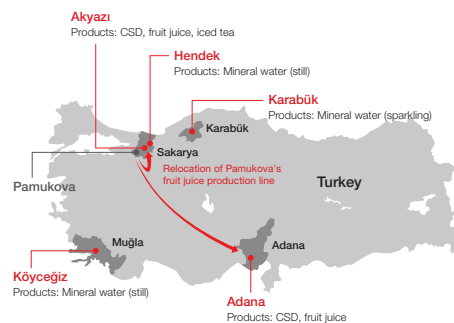 Akyazı
Products: CSD, fruit juice, iced tea
Hendek
Products: Mineral water (still)
Karabük
Products: Mineral water (sparkling)
Karabük
Sakarya
Relocation of Pamukova's
fruit juice production line
Pamukova
Turkey
Muğla
Adana
Köyceğiz
Products: Mineral water (still)
Adana
Products: CSD, fruit juice